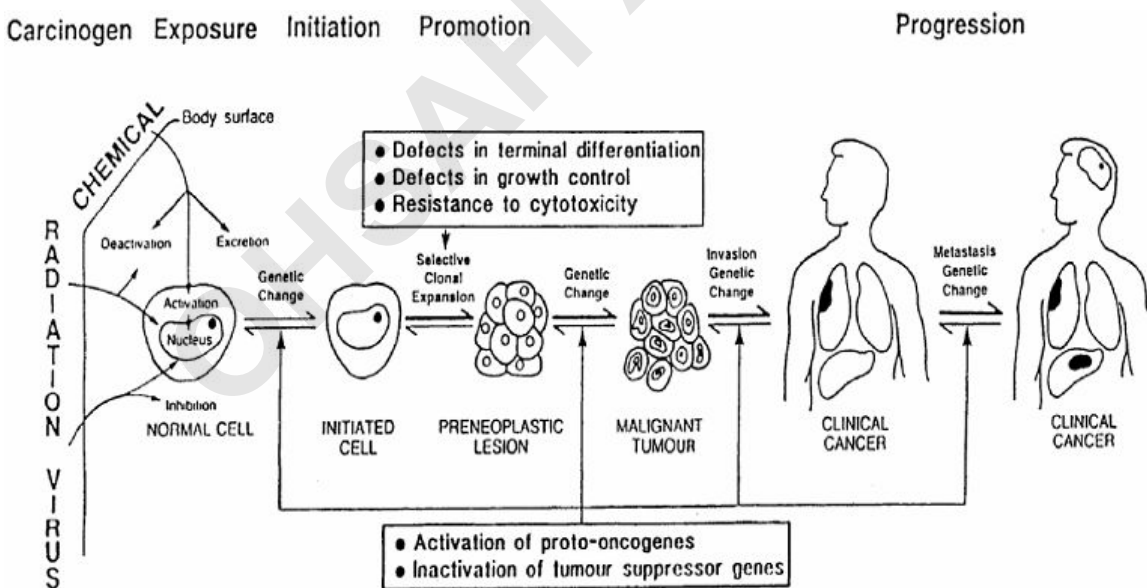 Carcinogen Exposure Initiation Promotion Progression
CHEMICAL
Body surface
RADIATION VIRUS
Deactivation
Excretion
Activation
Nucleus
Inhibition
NORMAL CELL
Genetic
Change
INITIATED
CELL
● Defects in terminal differentiation
● Defects in growth control
● Resistance to cytotoxicity
Selective
Clonal
Expansion
PRENEOPLASTIC
LESION
Genetic
Change
MALIGNANT
TUMOUR
Invasion
Genetic
Change
CLINICAL
CANCER
Metastasis
Genetic
Change
CLINICAL
CANCER
● Activation of proto-oncogenes
● Inactivation of tumour suppressor genes
OHSAH